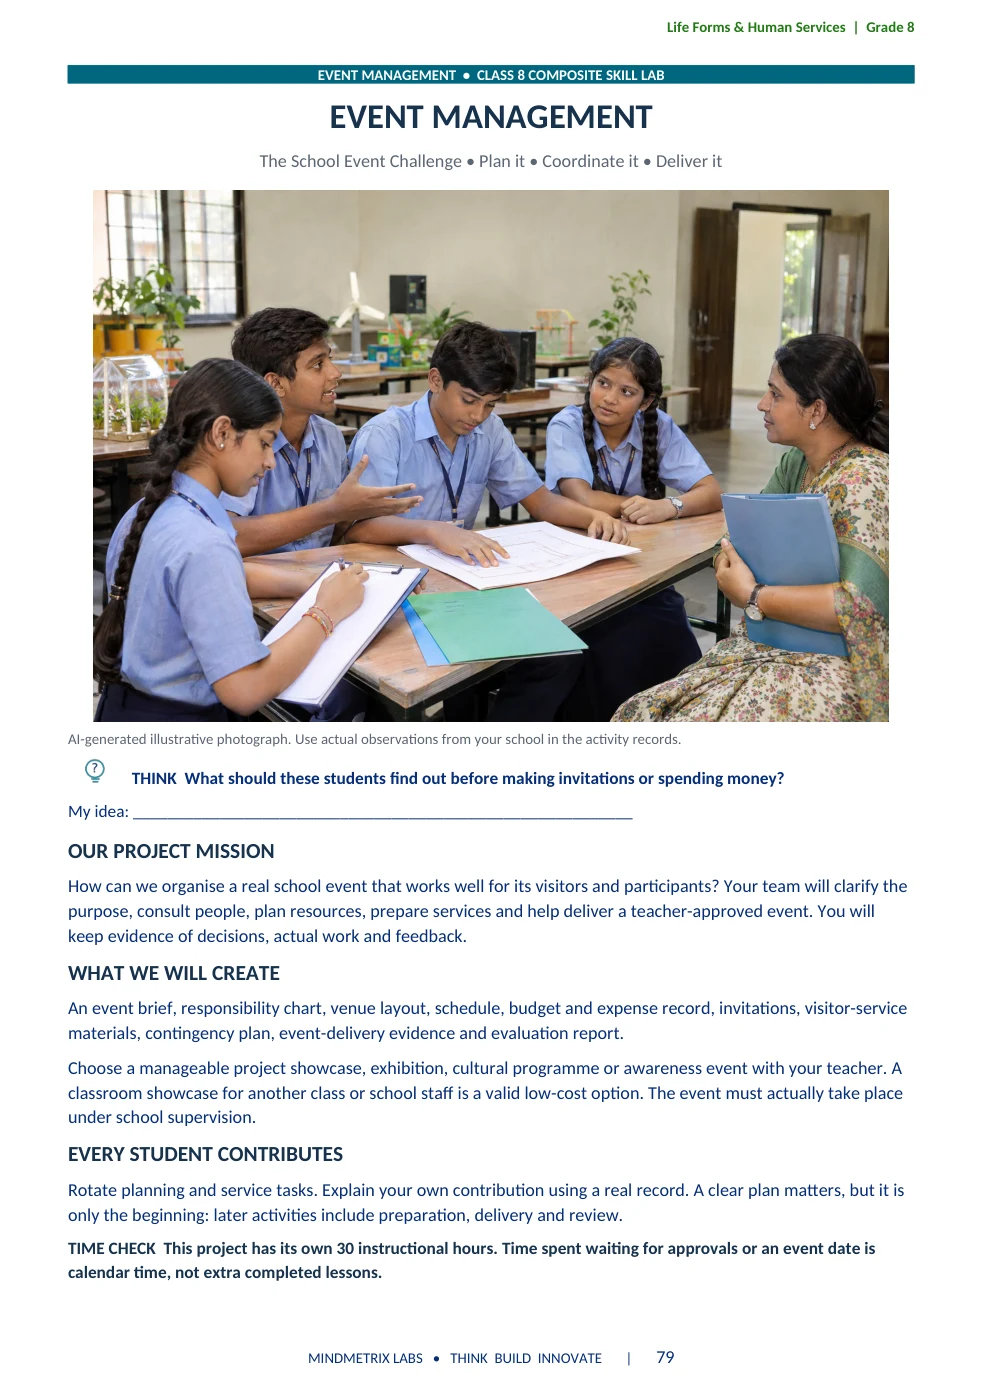 Life Forms & Human Services | Grade 8
EVENT MANAGEMENT ● CLASS 8 COMPOSITE SKILL LAB
EVENT MANAGEMENT
The School Event Challenge • Plan it • Coordinate it • Deliver it
AI-generated illustrative photograph. Use actual observations from your school in the activity records.
? THINK What should these students find out before making invitations or spending money?
My idea: ___________________________________________________________
OUR PROJECT MISSION
How can we organise a real school event that works well for its visitors and participants? Your team will clarify the
purpose, consult people, plan resources, prepare services and help deliver a teacher-approved event. You will
keep evidence of decisions, actual work and feedback.
WHAT WE WILL CREATE
An event brief, responsibility chart, venue layout, schedule, budget and expense record, invitations, visitor-service
materials, contingency plan, event-delivery evidence and evaluation report.
Choose a manageable project showcase, exhibition, cultural programme or awareness event with your teacher. A
classroom showcase for another class or school staff is a valid low-cost option. The event must actually take place
under school supervision.
EVERY STUDENT CONTRIBUTES
Rotate planning and service tasks. Explain your own contribution using a real record. A clear plan matters, but it is
only the beginning: later activities include preparation, delivery and review.
TIME CHECK This project has its own 30 instructional hours. Time spent waiting for approvals or an event date is
calendar time, not extra completed lessons.
MINDMETRIX LABS ● THINK BUILD INNOVATE | 79